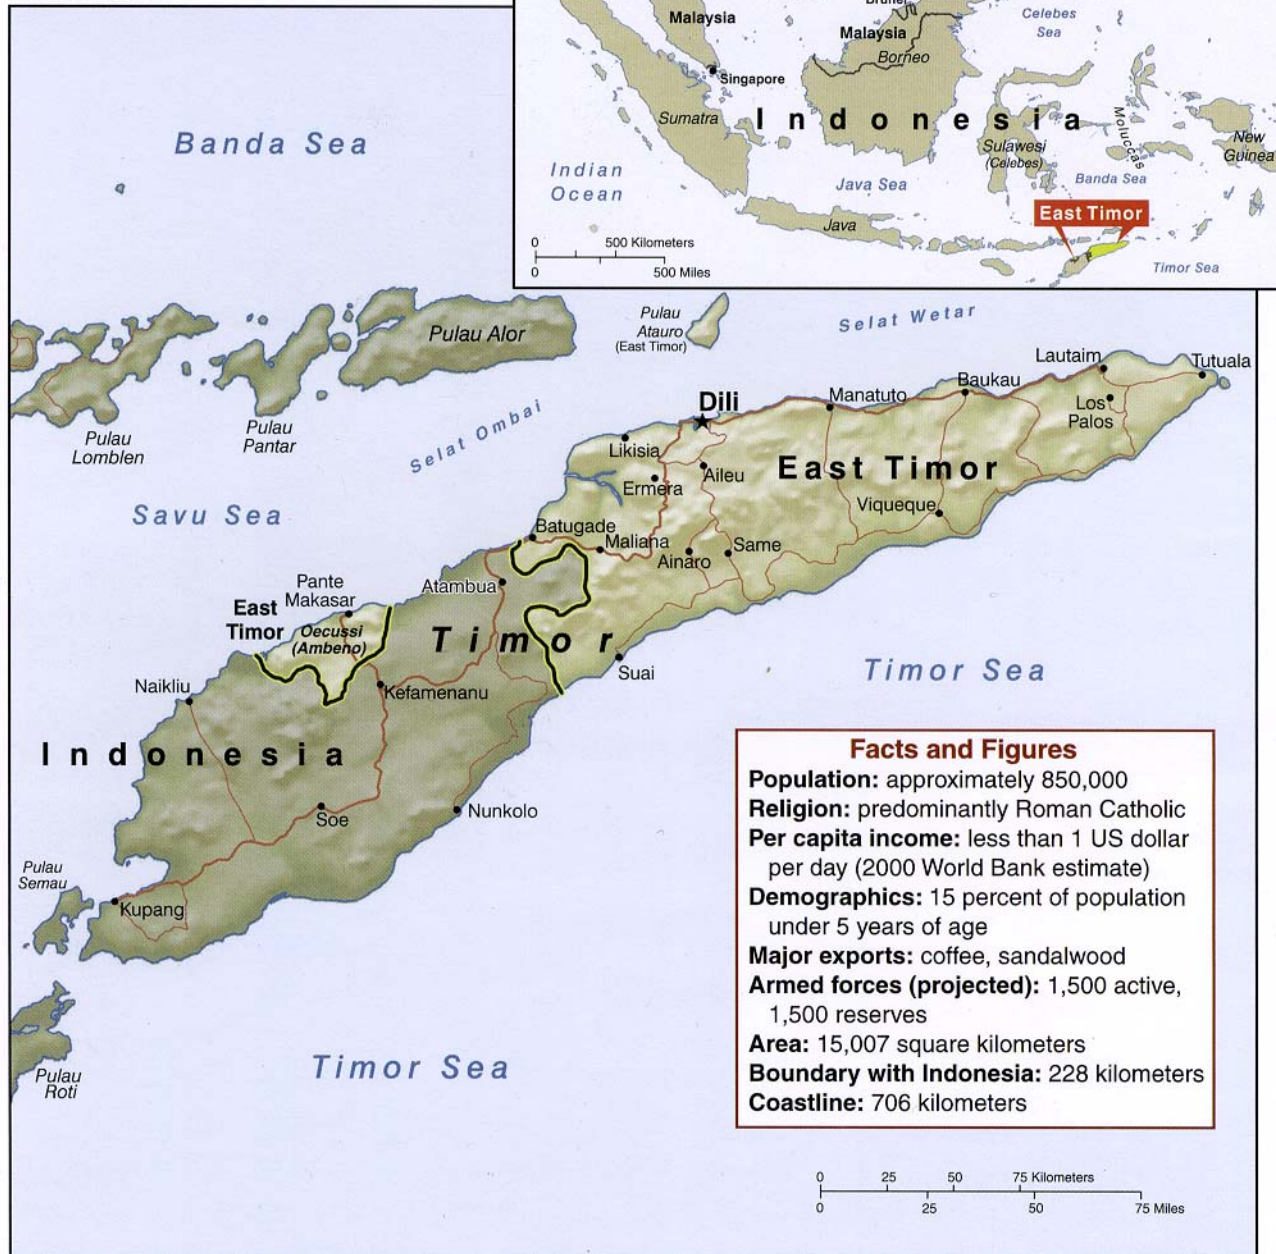 Malaysia
Brunei
Malaysia
Borneo
Celebes
Sea
Singapore
Sumatra
Indonesia
Moluccas
New
Guinea
Sulawesi
(Celebes)
Indian
Ocean
Java Sea
Banda Sea
East Timor
Java
0 500 Kilometers
0 500 Miles
Timor Sea
Banda Sea
Pulau Alor
Pulau
Atauro
(East Timor)
Selat Wetar
Lautaim
Tutuala
Baukau
Manatuto
Dili
Los
Palos
Pulau
Lomblen
Pulau
Pantar
Selat Ombai
Likisia
East Timor
Aileu
Ermera
Viqueque
Savu Sea
Batugade
Maliana
Same
Ainaro
Atambua
Pante
Makasar
East
Timor
Oecussi
(Ambeno)
Timor
Suai
Timor Sea
Naikliu
Kefamenanu
Indonesia
Soe
Nunkolo
Pulau
Semau
Kupang
Timor Sea
Pulau
Roti
Facts and Figures
Population: approximately 850,000
Religion: predominantly Roman Catholic
Per capita income: less than 1 US dollar
per day (2000 World Bank estimate)
Demographics: 15 percent of population
under 5 years of age
Major exports: coffee, sandalwood
Armed forces (projected): 1,500 active,
1,500 reserves
Area: 15,007 square kilometers
Boundary with Indonesia: 228 kilometers
Coastline: 706 kilometers
0 25 50 75 Kilometers
0 25 50 75 Miles